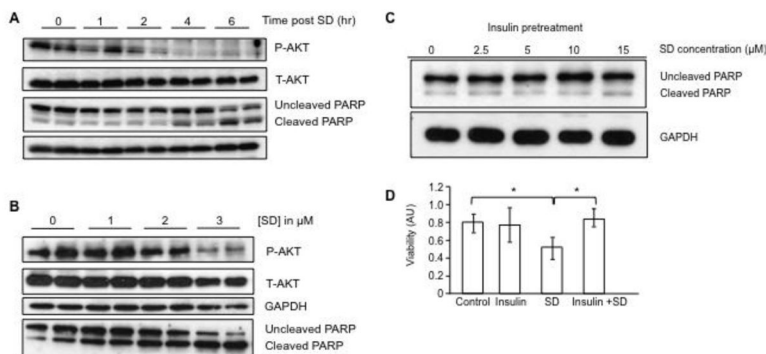 A
0 1 2 4 6 Time post SD (hr)
P-AKT
T-AKT
Uncleaved PARP
Cleaved PARP
B
0 1 2 3 [SD] in µM
P-AKT
T-AKT
GAPDH
Uncleaved PARP
Cleaved PARP
C
Insulin pretreatment
0 2.5 5 10 15 SD concentration (µM)
Uncleaved PARP
Cleaved PARP
GAPDH
D
Viability (AU)
1.2
1.0
0.8
0.6
0.4
0.2
0
* *
Control Insulin SD Insulin +SD